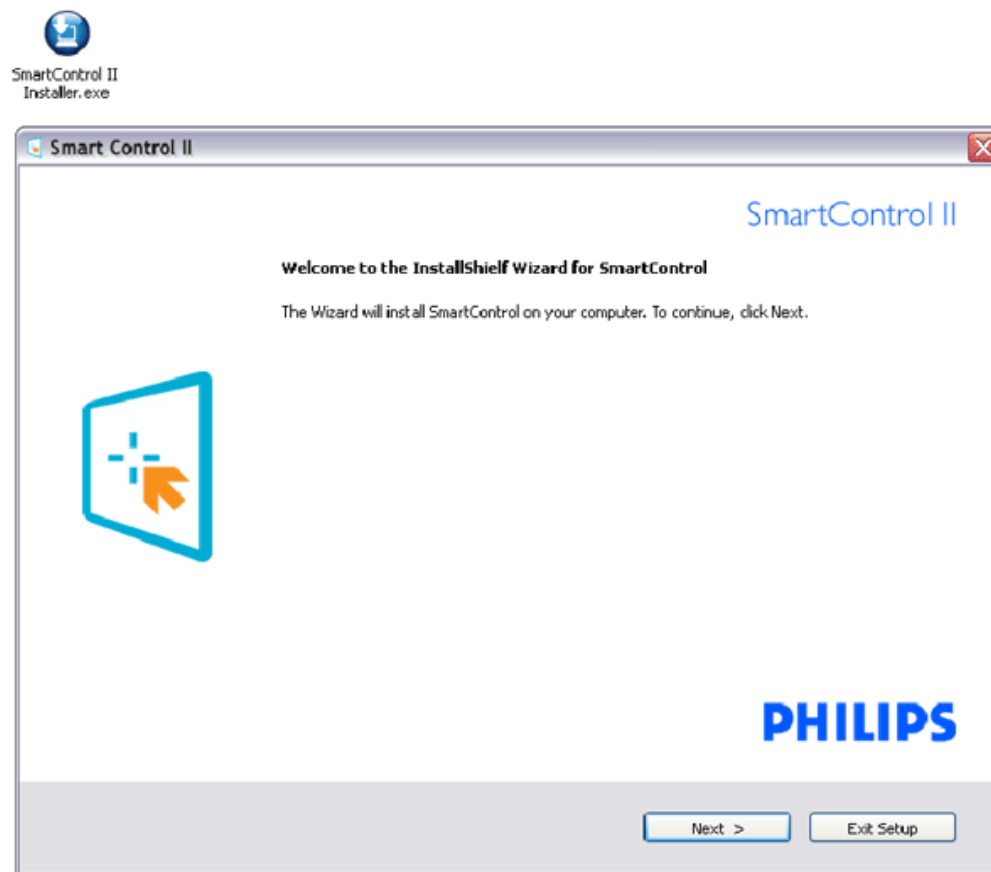 SmartControl II
Installer.exe
Smart Control II
SmartControl II
Welcome to the InstallShielf Wizard for SmartControl
The Wizard will install SmartControl on your computer. To continue, click Next.
PHILIPS
Next >
Exit Setup